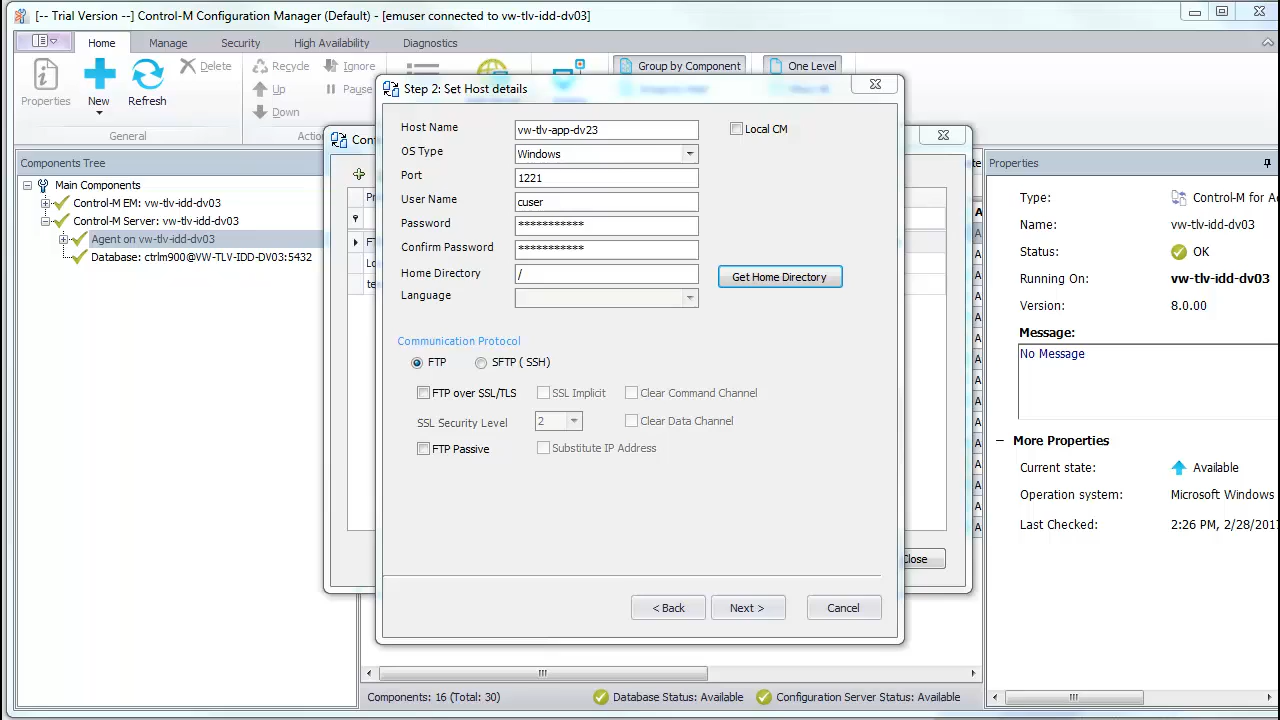 [-- Trial Version --] Control-M Configuration Manager (Default) - [emuser connected to vw-tlv-idd-dv03]
Home Manage Security High Availability Diagnostics
Properties
New
Refresh
Delete
Recycle
Up
Down
Ignore
Pause
Group by Component
One Level
General
Components Tree
Main Components
Control-M EM: vw-tlv-idd-dv03
Control-M Server: vw-tlv-idd-dv03
Agent on vw-tlv-idd-dv03
Database: ctrlm900@VW-TLV-IDD-DV03:5432
Step 2: Set Host details
Host Name vw-tlv-app-dv23 Local CM
OS Type Windows
Port 1221
User Name cuser
Password ***********
Confirm Password ***********
Home Directory / Get Home Directory
Language
Communication Protocol
FTP SFTP ( SSH)
FTP over SSL/TLS SSL Implicit Clear Command Channel
SSL Security Level 2 Clear Data Channel
FTP Passive Substitute IP Address
< Back Next > Cancel
Close
Properties
Type: Control-M for A
Name: vw-tlv-idd-dv03
Status: OK
Running On: vw-tlv-idd-dv03
Version: 8.0.00
Message:
No Message
More Properties
Current state: Available
Operation system: Microsoft Windows
Last Checked: 2:26 PM, 2/28/201
Components: 16 (Total: 30) Database Status: Available Configuration Server Status: Available